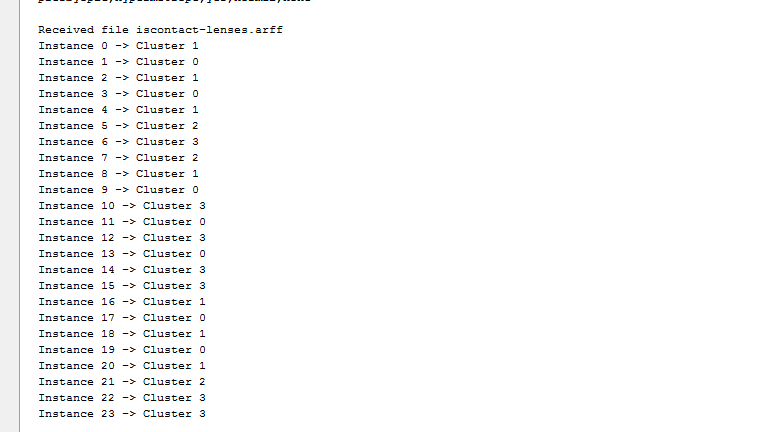 Received file iscontact-lenses.arff
Instance 0 -> Cluster 1
Instance 1 -> Cluster 0
Instance 2 -> Cluster 1
Instance 3 -> Cluster 0
Instance 4 -> Cluster 1
Instance 5 -> Cluster 2
Instance 6 -> Cluster 3
Instance 7 -> Cluster 2
Instance 8 -> Cluster 1
Instance 9 -> Cluster 0
Instance 10 -> Cluster 3
Instance 11 -> Cluster 0
Instance 12 -> Cluster 3
Instance 13 -> Cluster 0
Instance 14 -> Cluster 3
Instance 15 -> Cluster 3
Instance 16 -> Cluster 1
Instance 17 -> Cluster 0
Instance 18 -> Cluster 1
Instance 19 -> Cluster 0
Instance 20 -> Cluster 1
Instance 21 -> Cluster 2
Instance 22 -> Cluster 3
Instance 23 -> Cluster 3